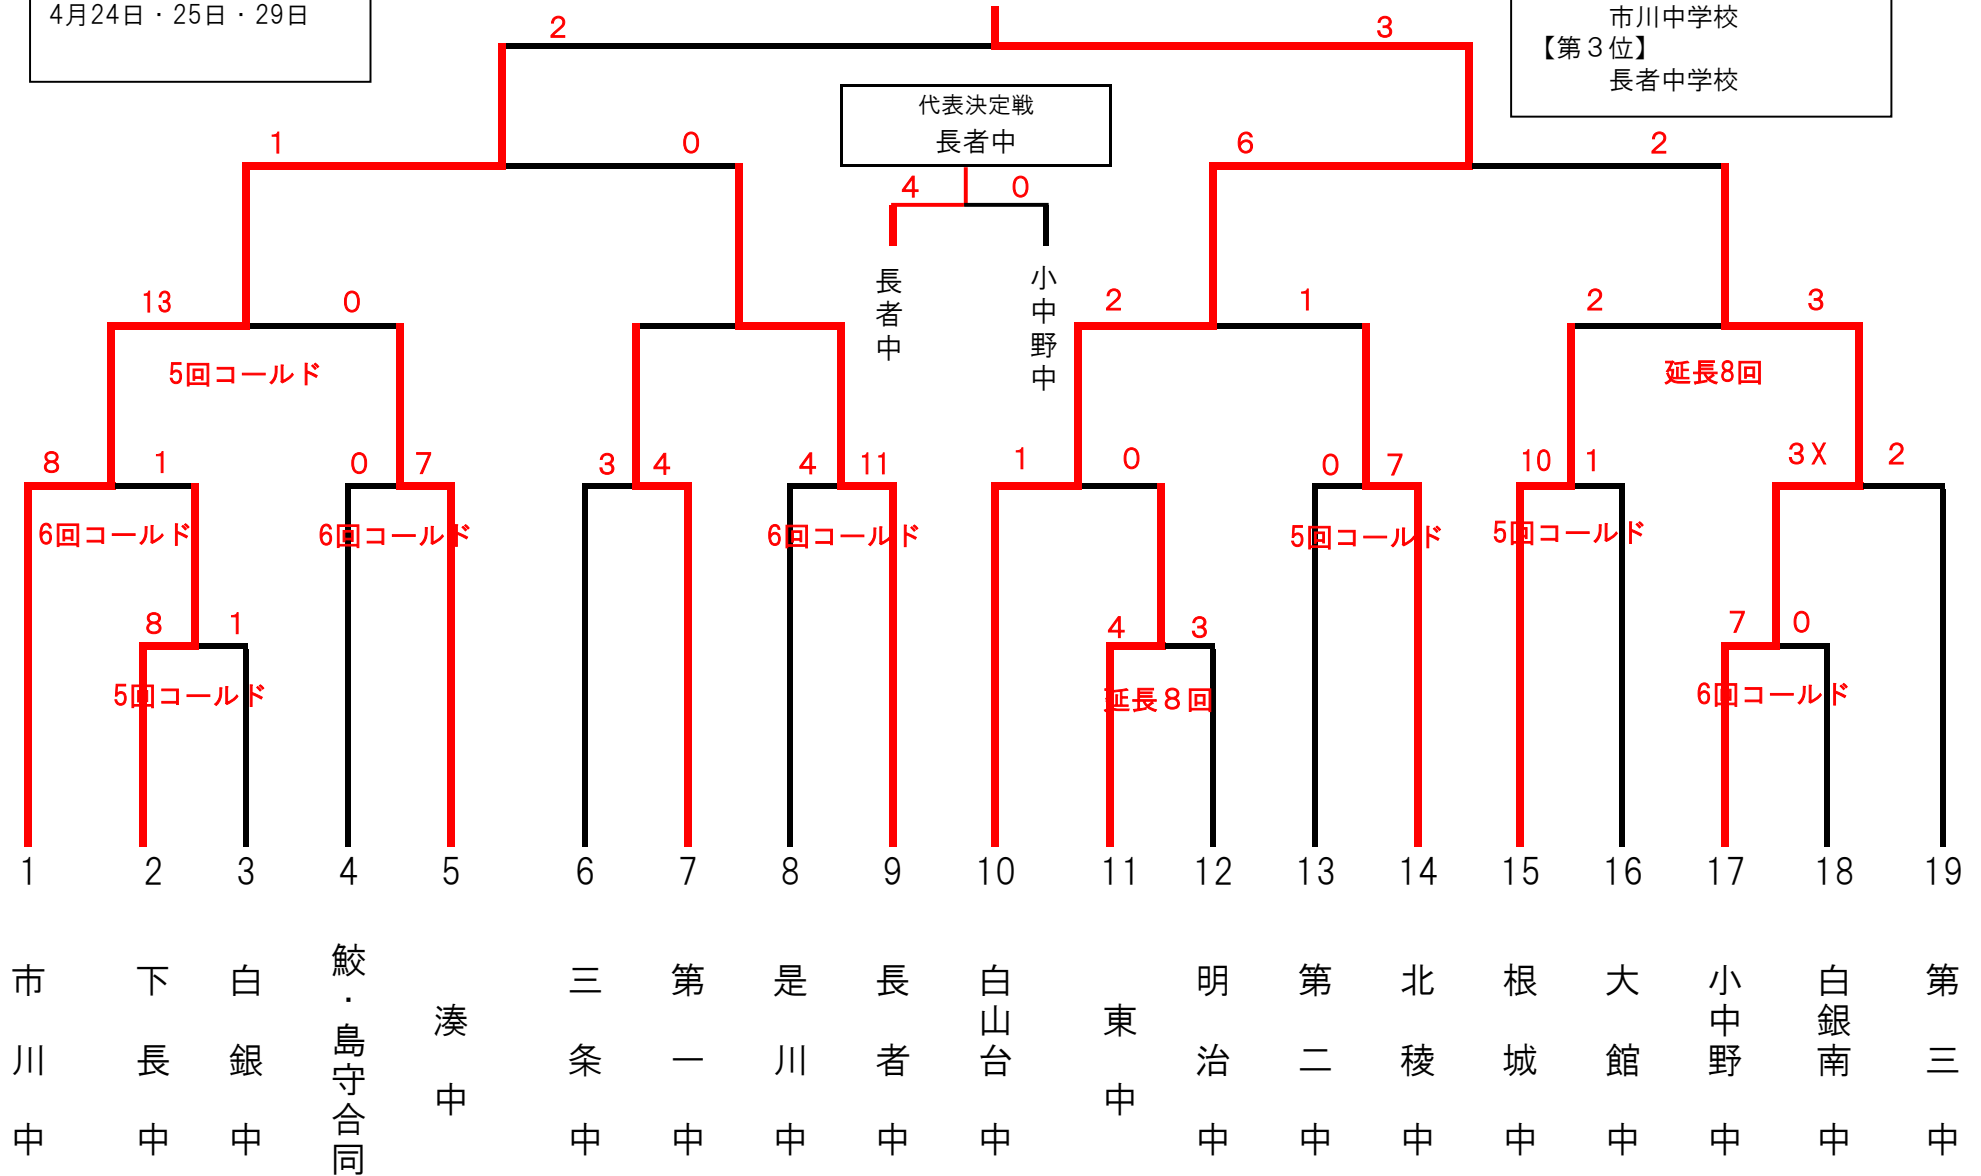 4月24日・25日・29日
市川中学校
【第３位】
長者中学校
2
3
代表決定戦
長者中
1
0
6
2
4
0
長者中
小中野中
13
0
2
1
2
3
5回コールド
延長8回
8
1
0
7
3
4
4
11
1
0
0
7
10
1
3X
2
6回コールド
6回コールド
6回コールド
5回コールド
5回コールド
8
1
4
3
7
0
5回コールド
延長８回
6回コールド
1
2
3
4
5
6
7
8
9
10
11
12
13
14
15
16
17
18
19
市川中
下長中
白銀中
鮫・島守合同
湊中
三条中
第一中
是川中
長者中
白山台中
東中
明治中
第二中
北稜中
根城中
大館中
小中野中
白銀南中
第三中